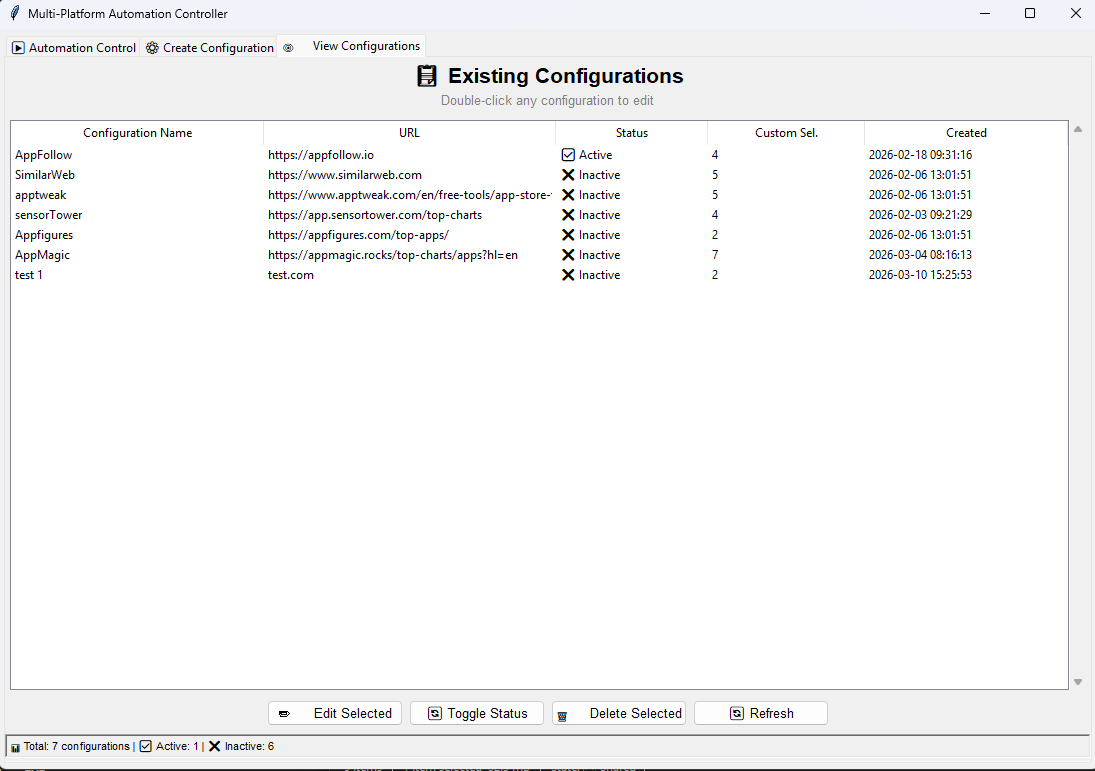 Multi-Platform Automation Controller
Automation Control Create Configuration View Configurations
Existing Configurations
Double-click any configuration to edit
Configuration Name URL Status Custom Sel. Created
AppFollow https://appfollow.io Active 4 2026-02-18 09:31:16
SimilarWeb https://www.similarweb.com Inactive 5 2026-02-06 13:01:51
apptweak https://www.apptweak.com/en/free-tools/app-store- Inactive 5 2026-02-06 13:01:51
sensorTower https://app.sensortower.com/top-charts Inactive 4 2026-02-03 09:21:29
Appfigures https://appfigures.com/top-apps/ Inactive 2 2026-02-06 13:01:51
AppMagic https://appmagic.rocks/top-charts/apps?hl=en Inactive 7 2026-03-04 08:16:13
test 1 test.com Inactive 2 2026-03-10 15:25:53
Edit Selected Toggle Status Delete Selected Refresh
Total: 7 configurations | Active: 1 | Inactive: 6